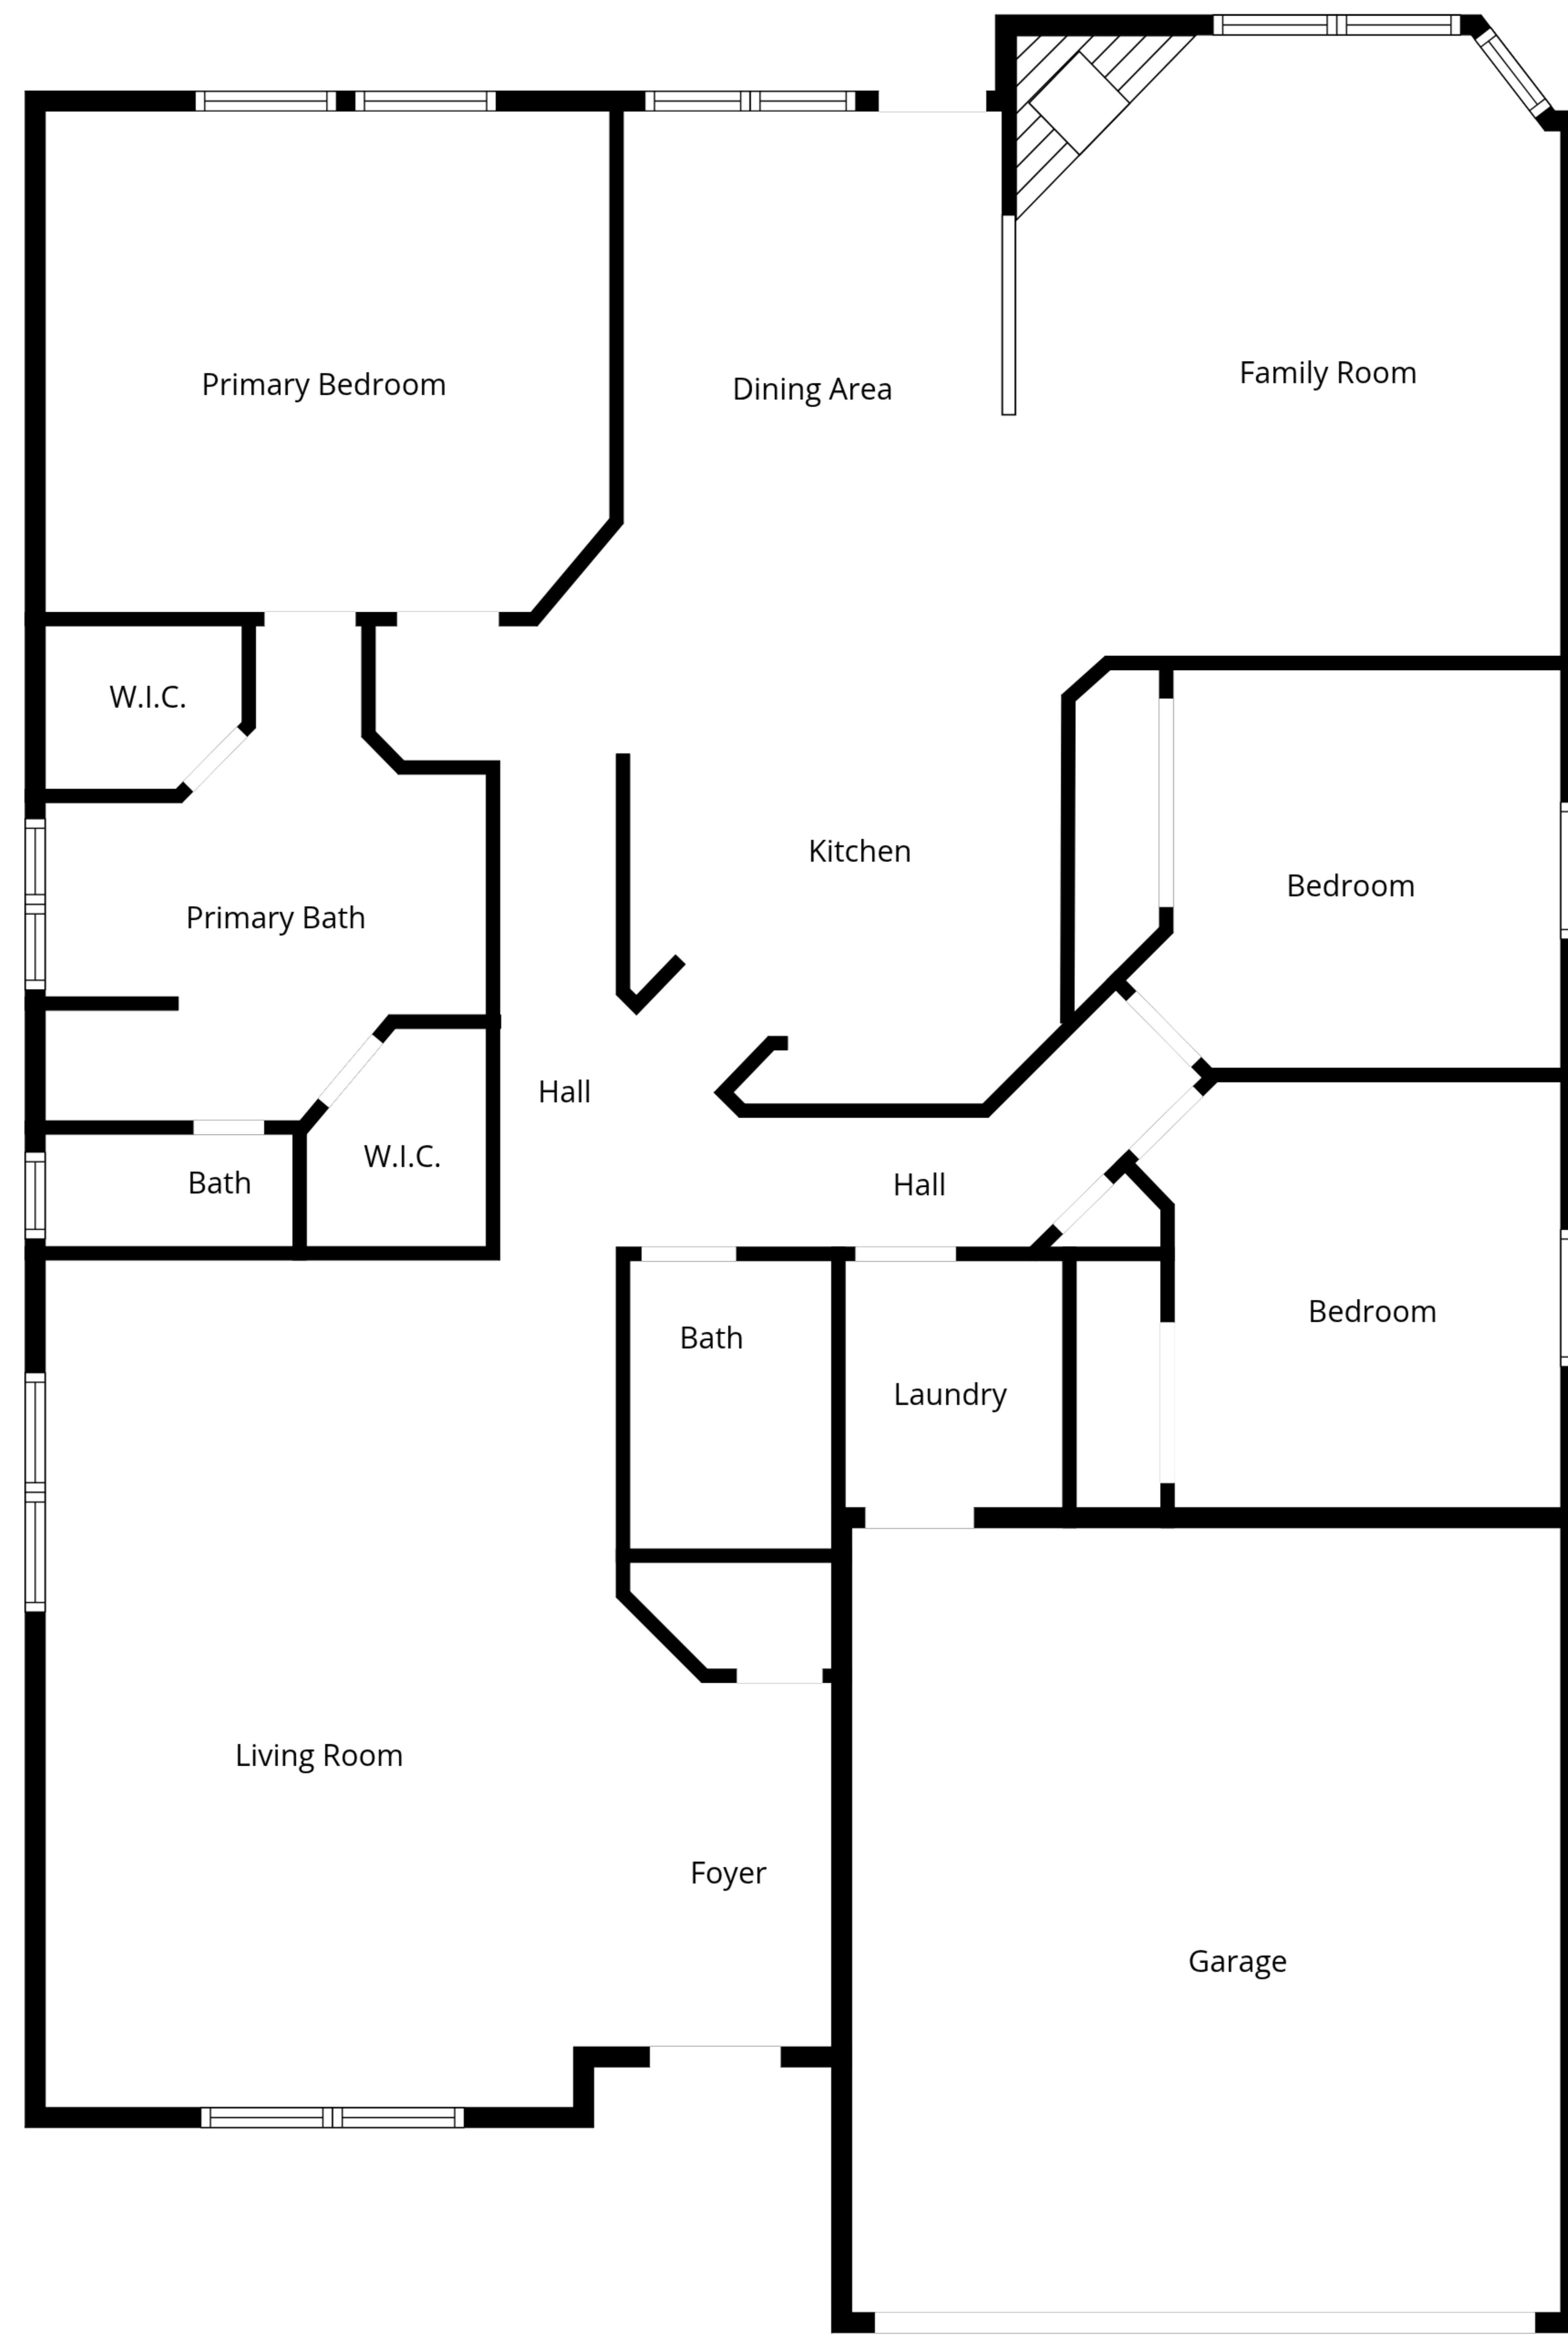 Family Room
Primary Bedroom
Dining Area
W.I.C.
Kitchen
Bedroom
Primary Bath
Hall
W.I.C.
Bath
Hall
Bedroom
Bath
Laundry
Living Room
Foyer
Garage